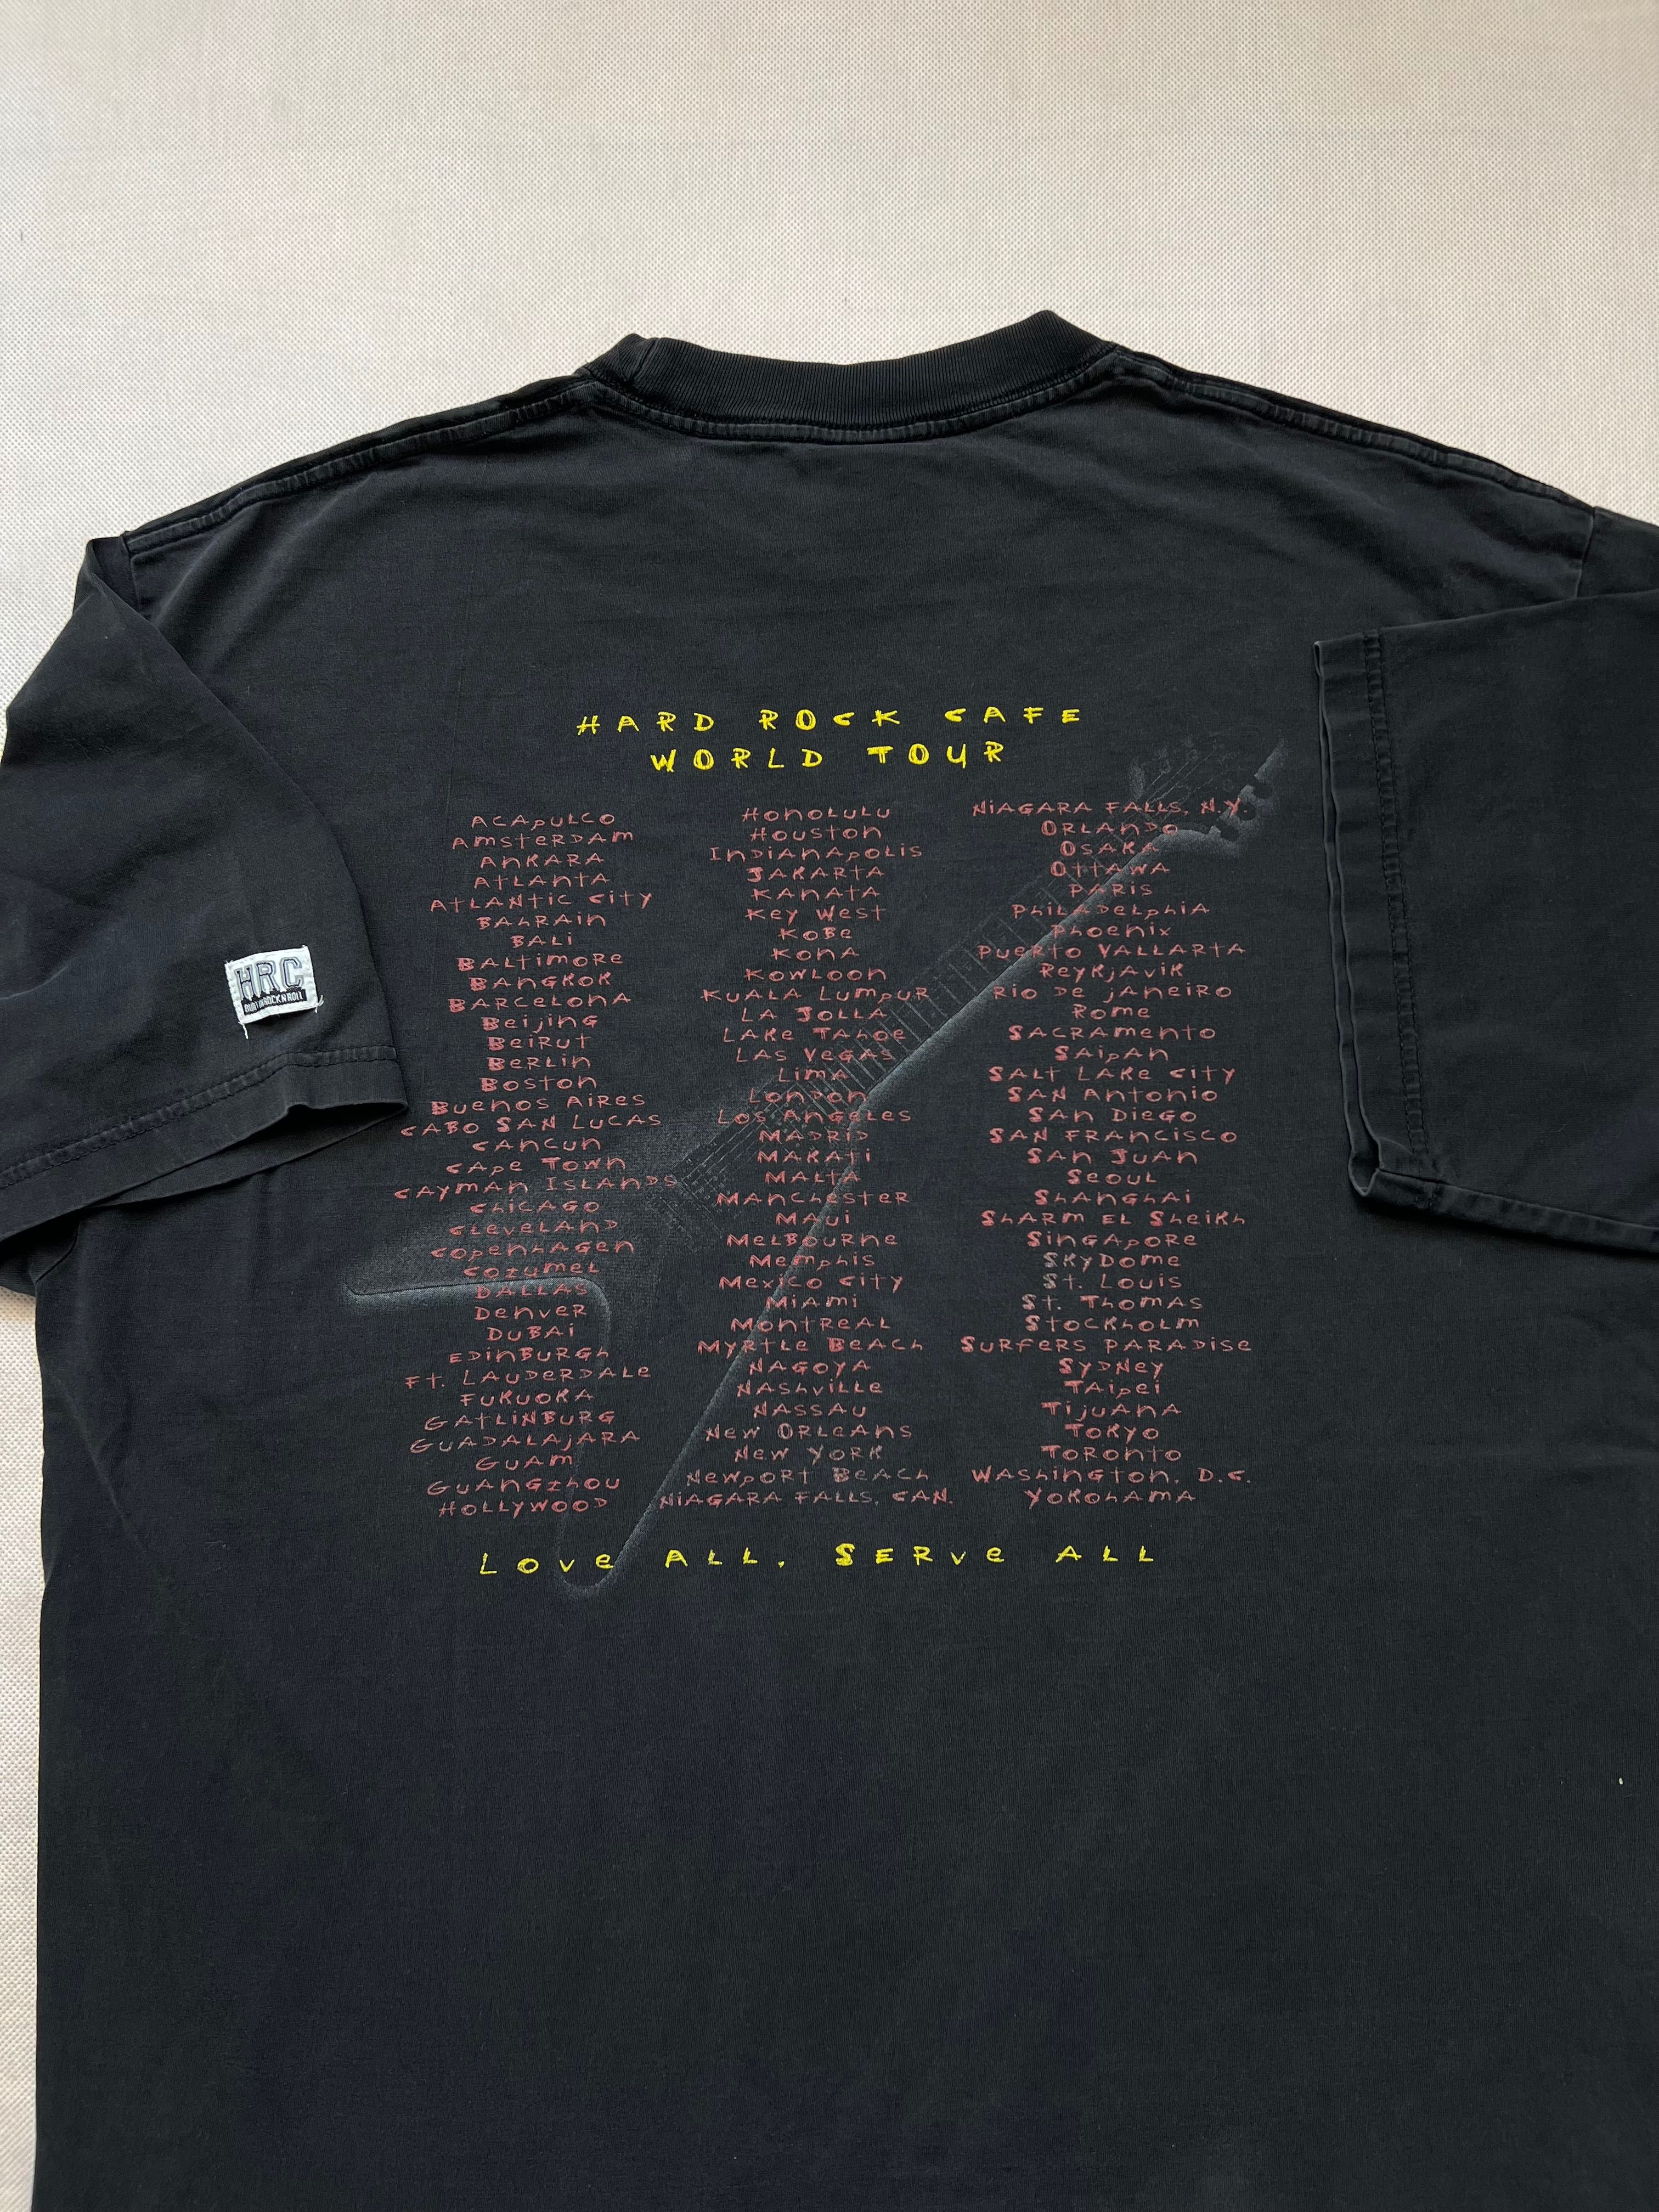 HARD ROCK CAFE
WORLD TOUR
ACAPULCO
AMSTERDAM
ANKARA
ATLANTA
ATLANTIC CITY
BAHRAIN
BALI
BALTIMORE
BANGKOK
BARCELONA
BEIJING
BEIRUT
BERLIN
BOSTON
BUENOS AIRES
CABO SAN LUCAS
CANCUN
CAPE TOWN
CAYMAN ISLANDS
CHICAGO
CLEVELAND
COPENHAGEN
COZUMEL
DALLAS
DENVER
DUBAI
EDINBURGH
FT. LAUDERDALE
FUKUOKA
GATLINBURG
GUADALAJARA
GUAM
GUANGZHOU
HOLLYWOOD
HONOLULU
HOUSTON
INDIANAPOLIS
JAKARTA
KANATA
KEY WEST
KOBE
KONA
KOWLOON
KUALA LUMPUR
LA JOLLA
LAKE TAHOE
LAS VEGAS
LIMA
LONDON
LOS ANGELES
MADRID
MAKATI
MALTA
MANCHESTER
MAUI
MELBOURNE
MEMPHIS
MEXICO CITY
MIAMI
MONTREAL
MYRTLE BEACH
NAGOYA
NASHVILLE
NASSAU
NEW ORLEANS
NEW YORK
NEWPORT BEACH
NIAGARA FALLS, CAN.
NIAGARA FALLS, N.Y.
ORLANDO
OSAKA
OTTAWA
PARIS
PHILADELPHIA
PHOENIX
PUERTO VALLARTA
REYKJAVIK
RIO DE JANEIRO
ROME
SACRAMENTO
SAIPAN
SALT LAKE CITY
SAN ANTONIO
SAN DIEGO
SAN FRANCISCO
SAN JUAN
SEOUL
SHANGHAI
SHARM EL SHEIKH
SINGAPORE
SKYDOME
ST. LOUIS
ST. THOMAS
STOCKHOLM
SURFERS PARADISE
SYDNEY
TAIPEI
TIJUANA
TOKYO
TORONTO
WASHINGTON, D.C.
YOKOHAMA
LOVE ALL, SERVE ALL
HRC